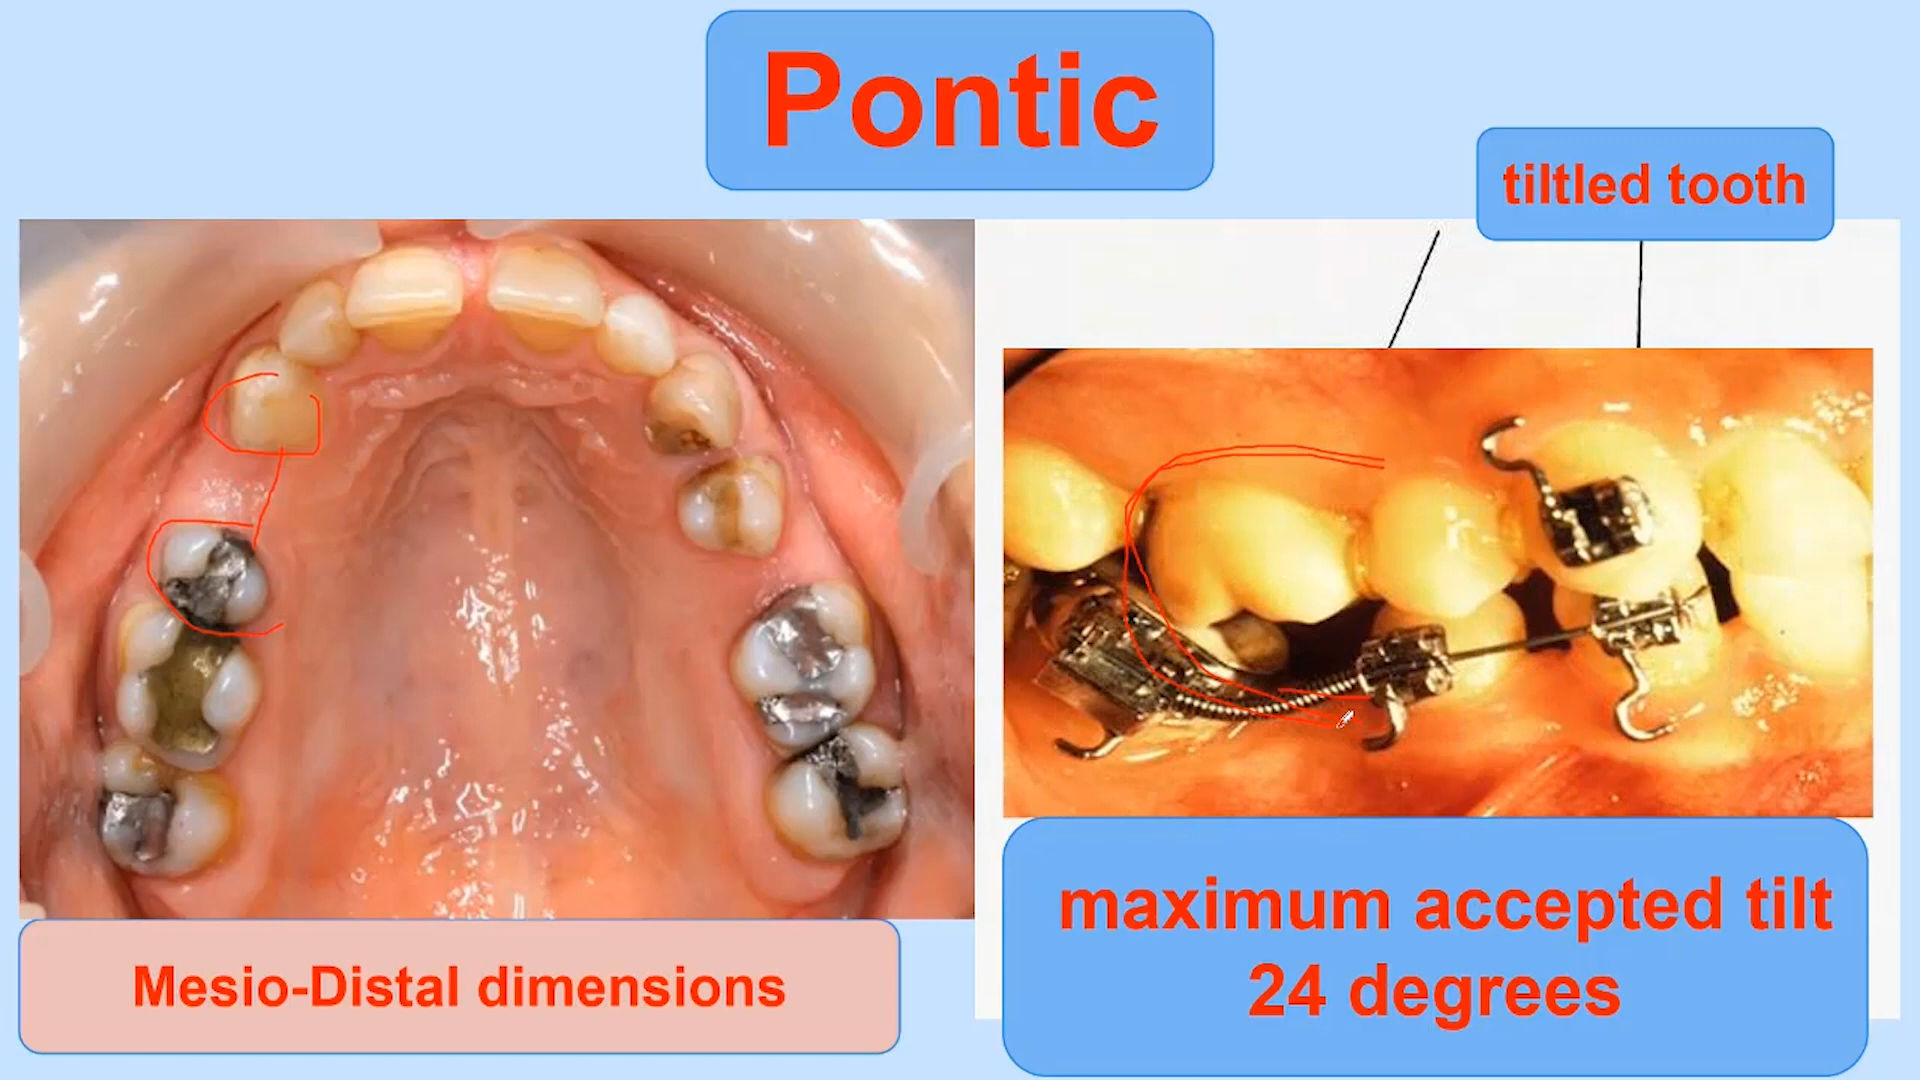 Pontic
tiltled tooth
Mesio-Distal dimensions
maximum accepted tilt
24 degrees